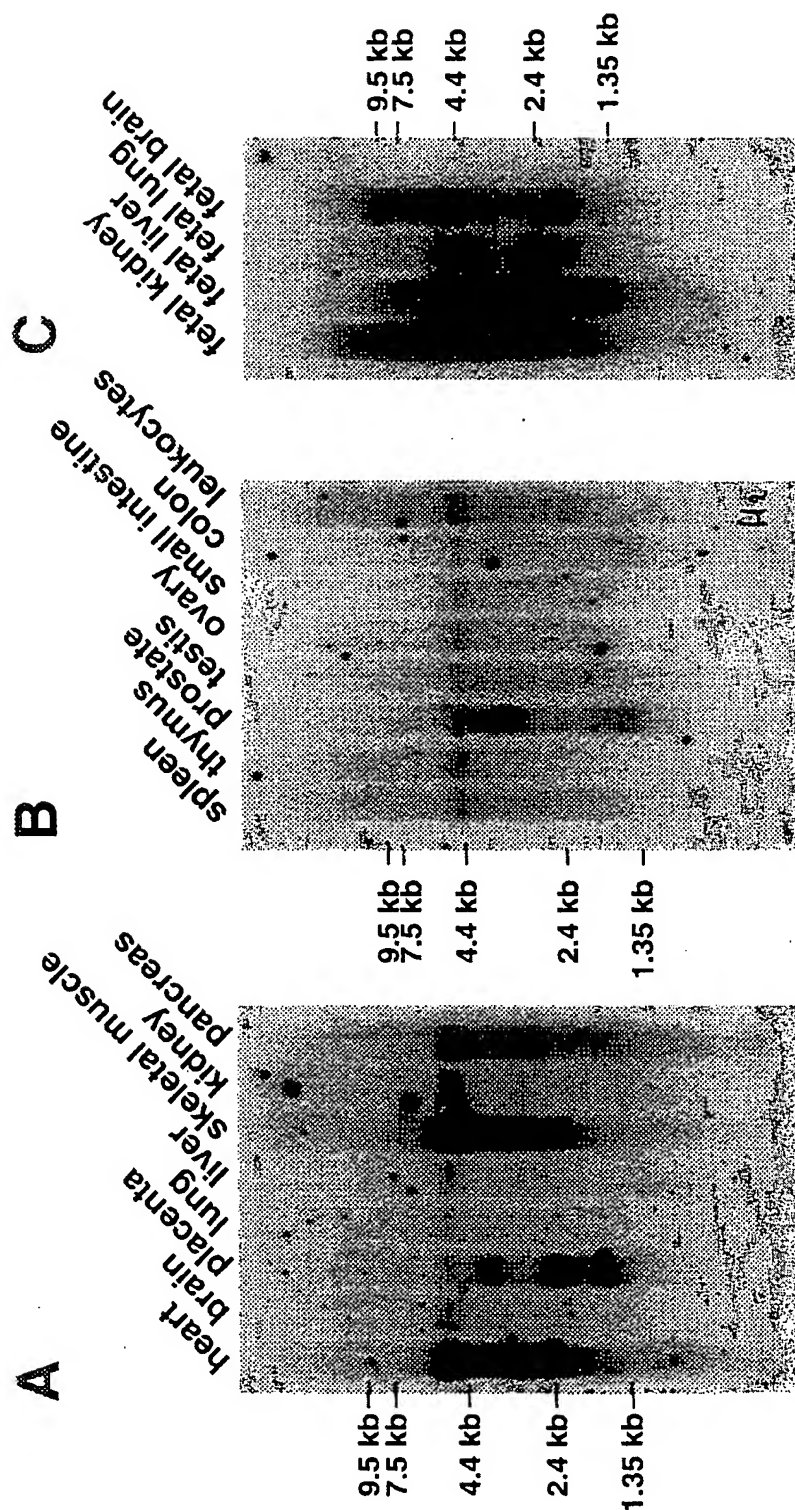 A
heart
brain
placenta
lung
liver
skeletal muscle
kidney
pancreas
9.5 kb
7.5 kb
4.4 kb
2.4 kb
1.35 kb
B
spleen
thymus
prostate
testis
ovary
small intestine
colon
leukocytes
9.5 kb
7.5 kb
4.4 kb
2.4 kb
1.35 kb
C
fetal kidney
fetal liver
fetal lung
fetal brain
9.5 kb
7.5 kb
4.4 kb
2.4 kb
1.35 kb